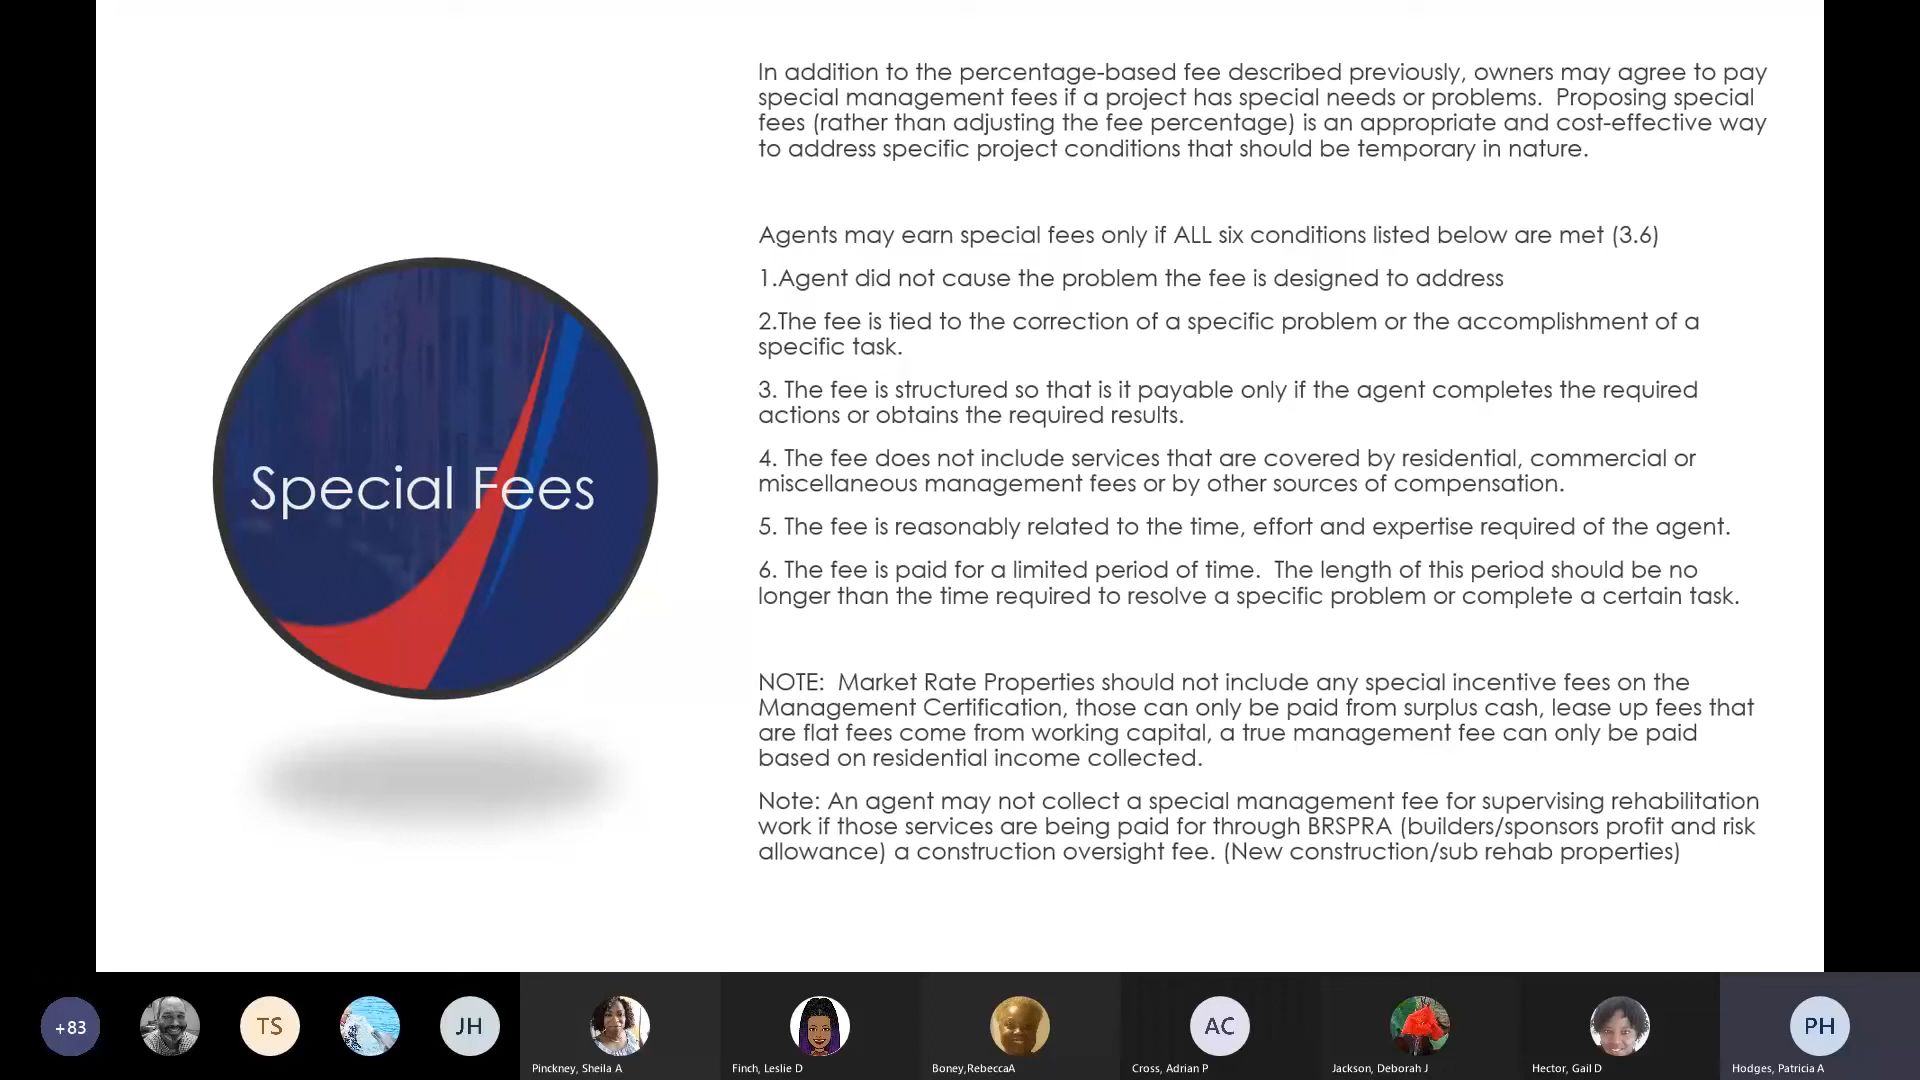 In addition to the percentage-based fee described previously, owners may agree to pay
special management fees if a project has special needs or problems.  Proposing special
fees (rather than adjusting the fee percentage) is an appropriate and cost-effective way
to address specific project conditions that should be temporary in nature.
Agents may earn special fees only if ALL six conditions listed below are met (3.6)
1.Agent did not cause the problem the fee is designed to address
2.The fee is tied to the correction of a specific problem or the accomplishment of a
specific task.
3. The fee is structured so that is it payable only if the agent completes the required
actions or obtains the required results.
4. The fee does not include services that are covered by residential, commercial or
miscellaneous management fees or by other sources of compensation.
5. The fee is reasonably related to the time, effort and expertise required of the agent.
6. The fee is paid for a limited period of time.  The length of this period should be no
longer than the time required to resolve a specific problem or complete a certain task.
NOTE:  Market Rate Properties should not include any special incentive fees on the
Management Certification, those can only be paid from surplus cash, lease up fees that
are flat fees come from working capital, a true management fee can only be paid
based on residential income collected.
Note: An agent may not collect a special management fee for supervising rehabilitation
work if those services are being paid for through BRSPRA (builders/sponsors profit and risk
allowance) a construction oversight fee. (New construction/sub rehab properties)
Special Fees
+83
TS
JH
AC
PH
Pinckney, Sheila A
Finch, Leslie D
Boney,RebeccaA
Cross, Adrian P
Jackson, Deborah J
Hector, Gail D
Hodges, Patricia A